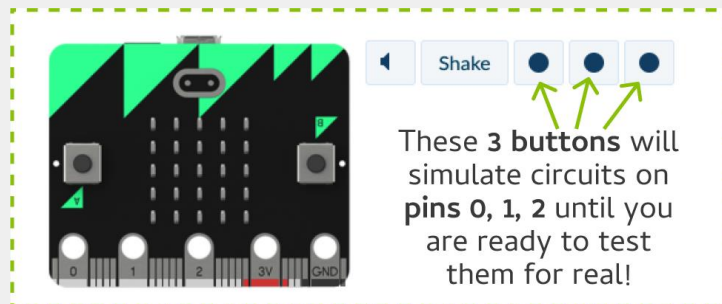 Shake
These 3 buttons will
simulate circuits on
pins 0, 1, 2 until you
are ready to test
them for real!
B
A
0 1 2 3V GND